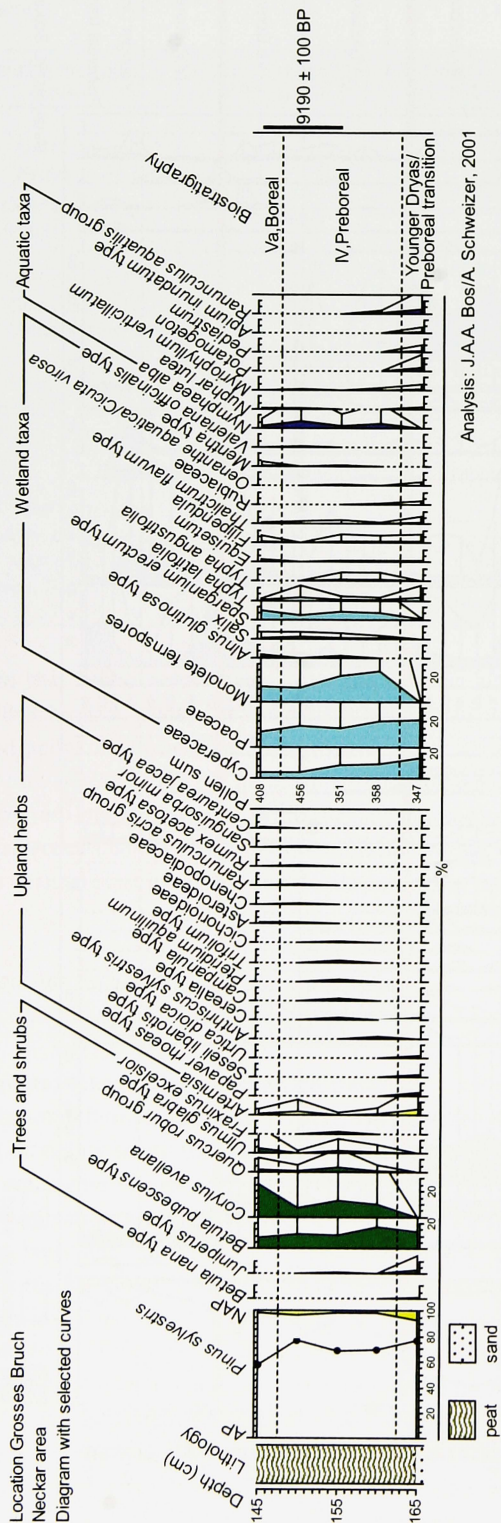 Location Grosses Bruch
Neckar area
Diagram with selected curves
Trees and shrubs
Upland herbs
Wetland taxa
Aquatic taxa
Depth (cm)
Lithology
AP
Pinus sylvestris
NAP
Betula nana type
Juniperus type
Betula pubescens type
Corylus avellana
Quercus robur group
Ulmus glabra type
Fraxinus excelsior
Artemisia
Papaver rhoeas type
Seseli libanotis type
Urtica dioica type
Anthriscus sylvestris type
Cerealia type
Campanula type
Pteridium aquilinum
Trifolium type
Cichorioideae
Asteroideae
Chenopodiaceae
Ranunculus acris group
Rumex acetosa type
Sanguisorba minor
Centaurea jacea type
Pollen sum
Cyperaceae
Poaceae
Monolete fernspores
Alnus glutinosa type
Salix
Sparganium erectum type
Typha latifolia
Typha angustifolia
Equisetum
Filipendula
Thalictrum flavum type
Rubiaceae
Oenanthe aquatica/Cicuta virosa
Mentha type
Valeriana officinalis type
Nymphaea alba
Nuphar lutea
Myriophyllum verticillatum
Potamogeton
Pediastrum
Apium inundatum type
Ranunculus aquatilis group
Biostratigraphy
145
155
165
20 40 60 80 100
20
20
408
456
351
358
347
20
20
20
%
Va,Boreal
IV,Preboreal
Younger Dryas/
Preboreal transition
9190 ± 100 BP
peat
sand
Analysis: J.A.A. Bos/A. Schweizer, 2001